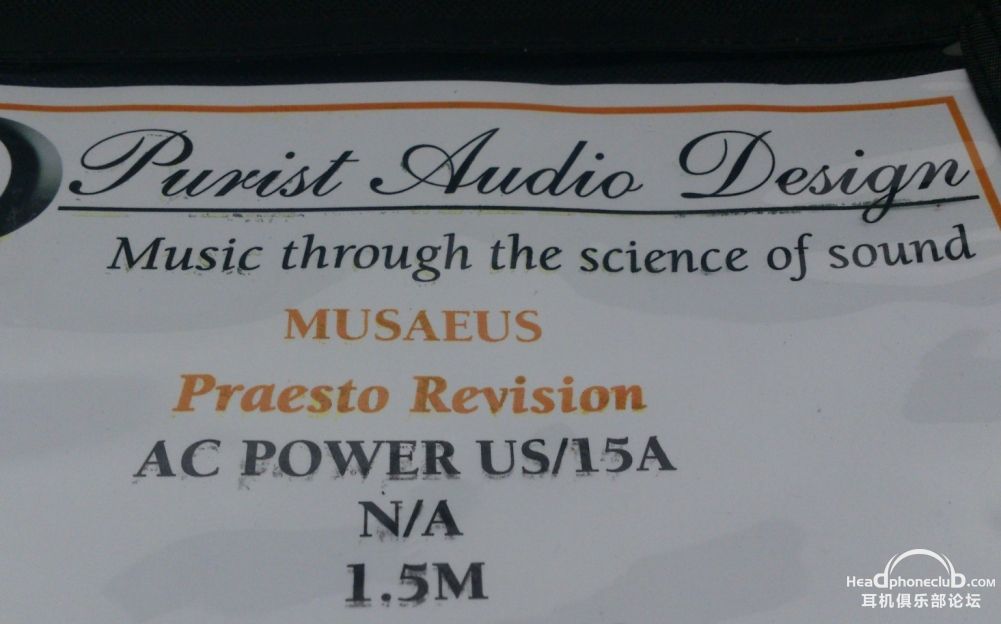 Purist Audio Design
Music through the science of sound
MUSAEUS
Praesto Revision
AC POWER US/15A
N/A
1.5M
Headphoneclub.com
耳机俱乐部论坛